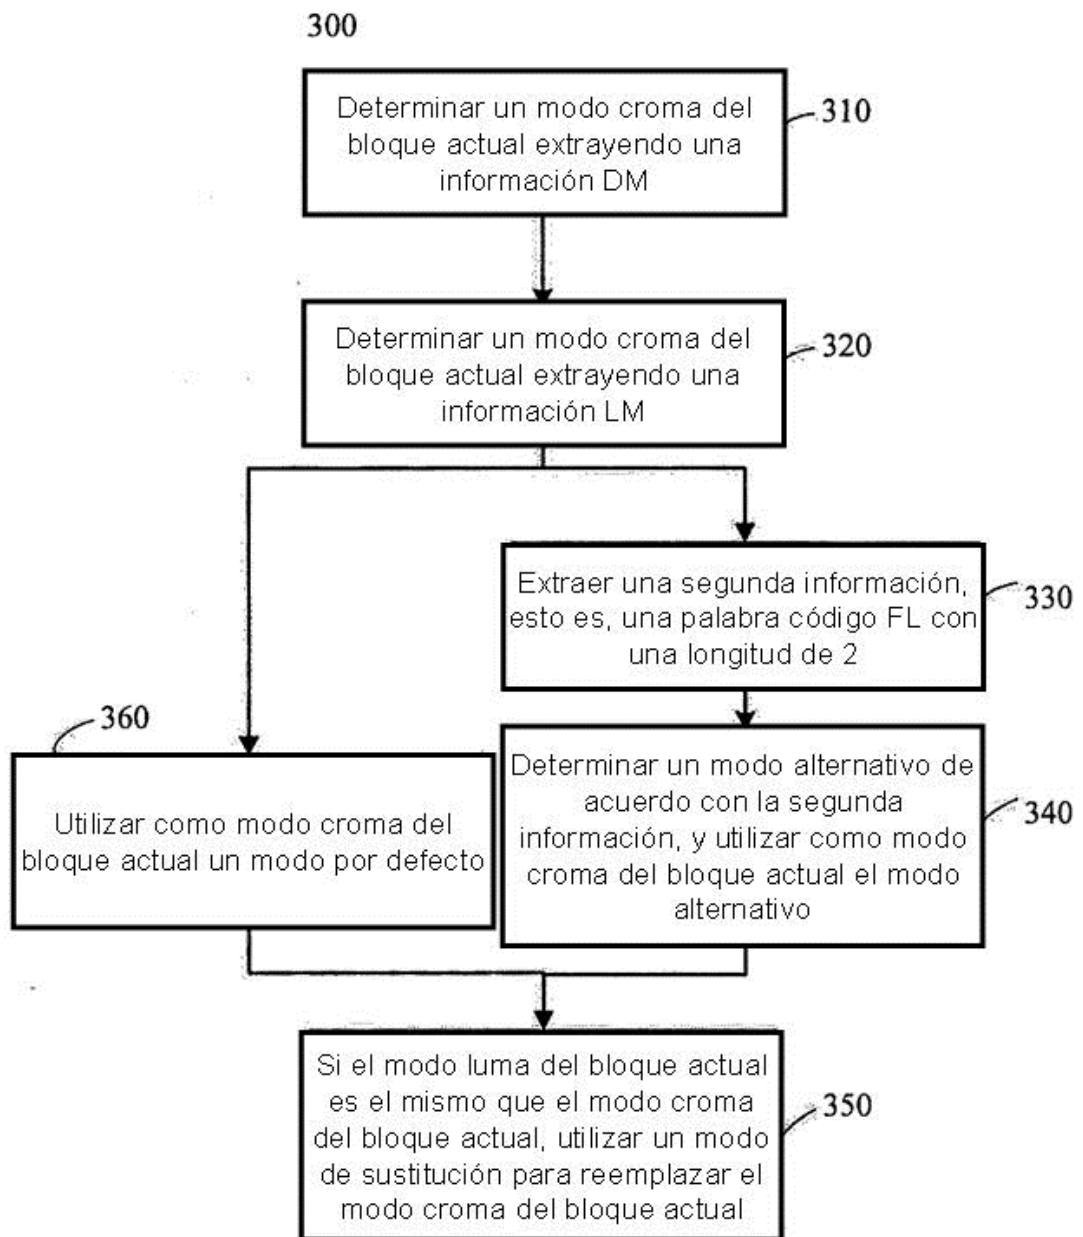 300
Determinar un modo croma del
bloque actual extrayendo una
información DM
310
Determinar un modo croma del
bloque actual extrayendo una
información LM
320
Extraer una segunda información,
esto es, una palabra código FL con
una longitud de 2
330
360
Utilizar como modo croma del
bloque actual un modo por defecto
Determinar un modo alternativo de
acuerdo con la segunda
información, y utilizar como modo
croma del bloque actual el modo
alternativo
340
Si el modo luma del bloque actual
es el mismo que el modo croma
del bloque actual, utilizar un modo
de sustitución para reemplazar el
modo croma del bloque actual
350